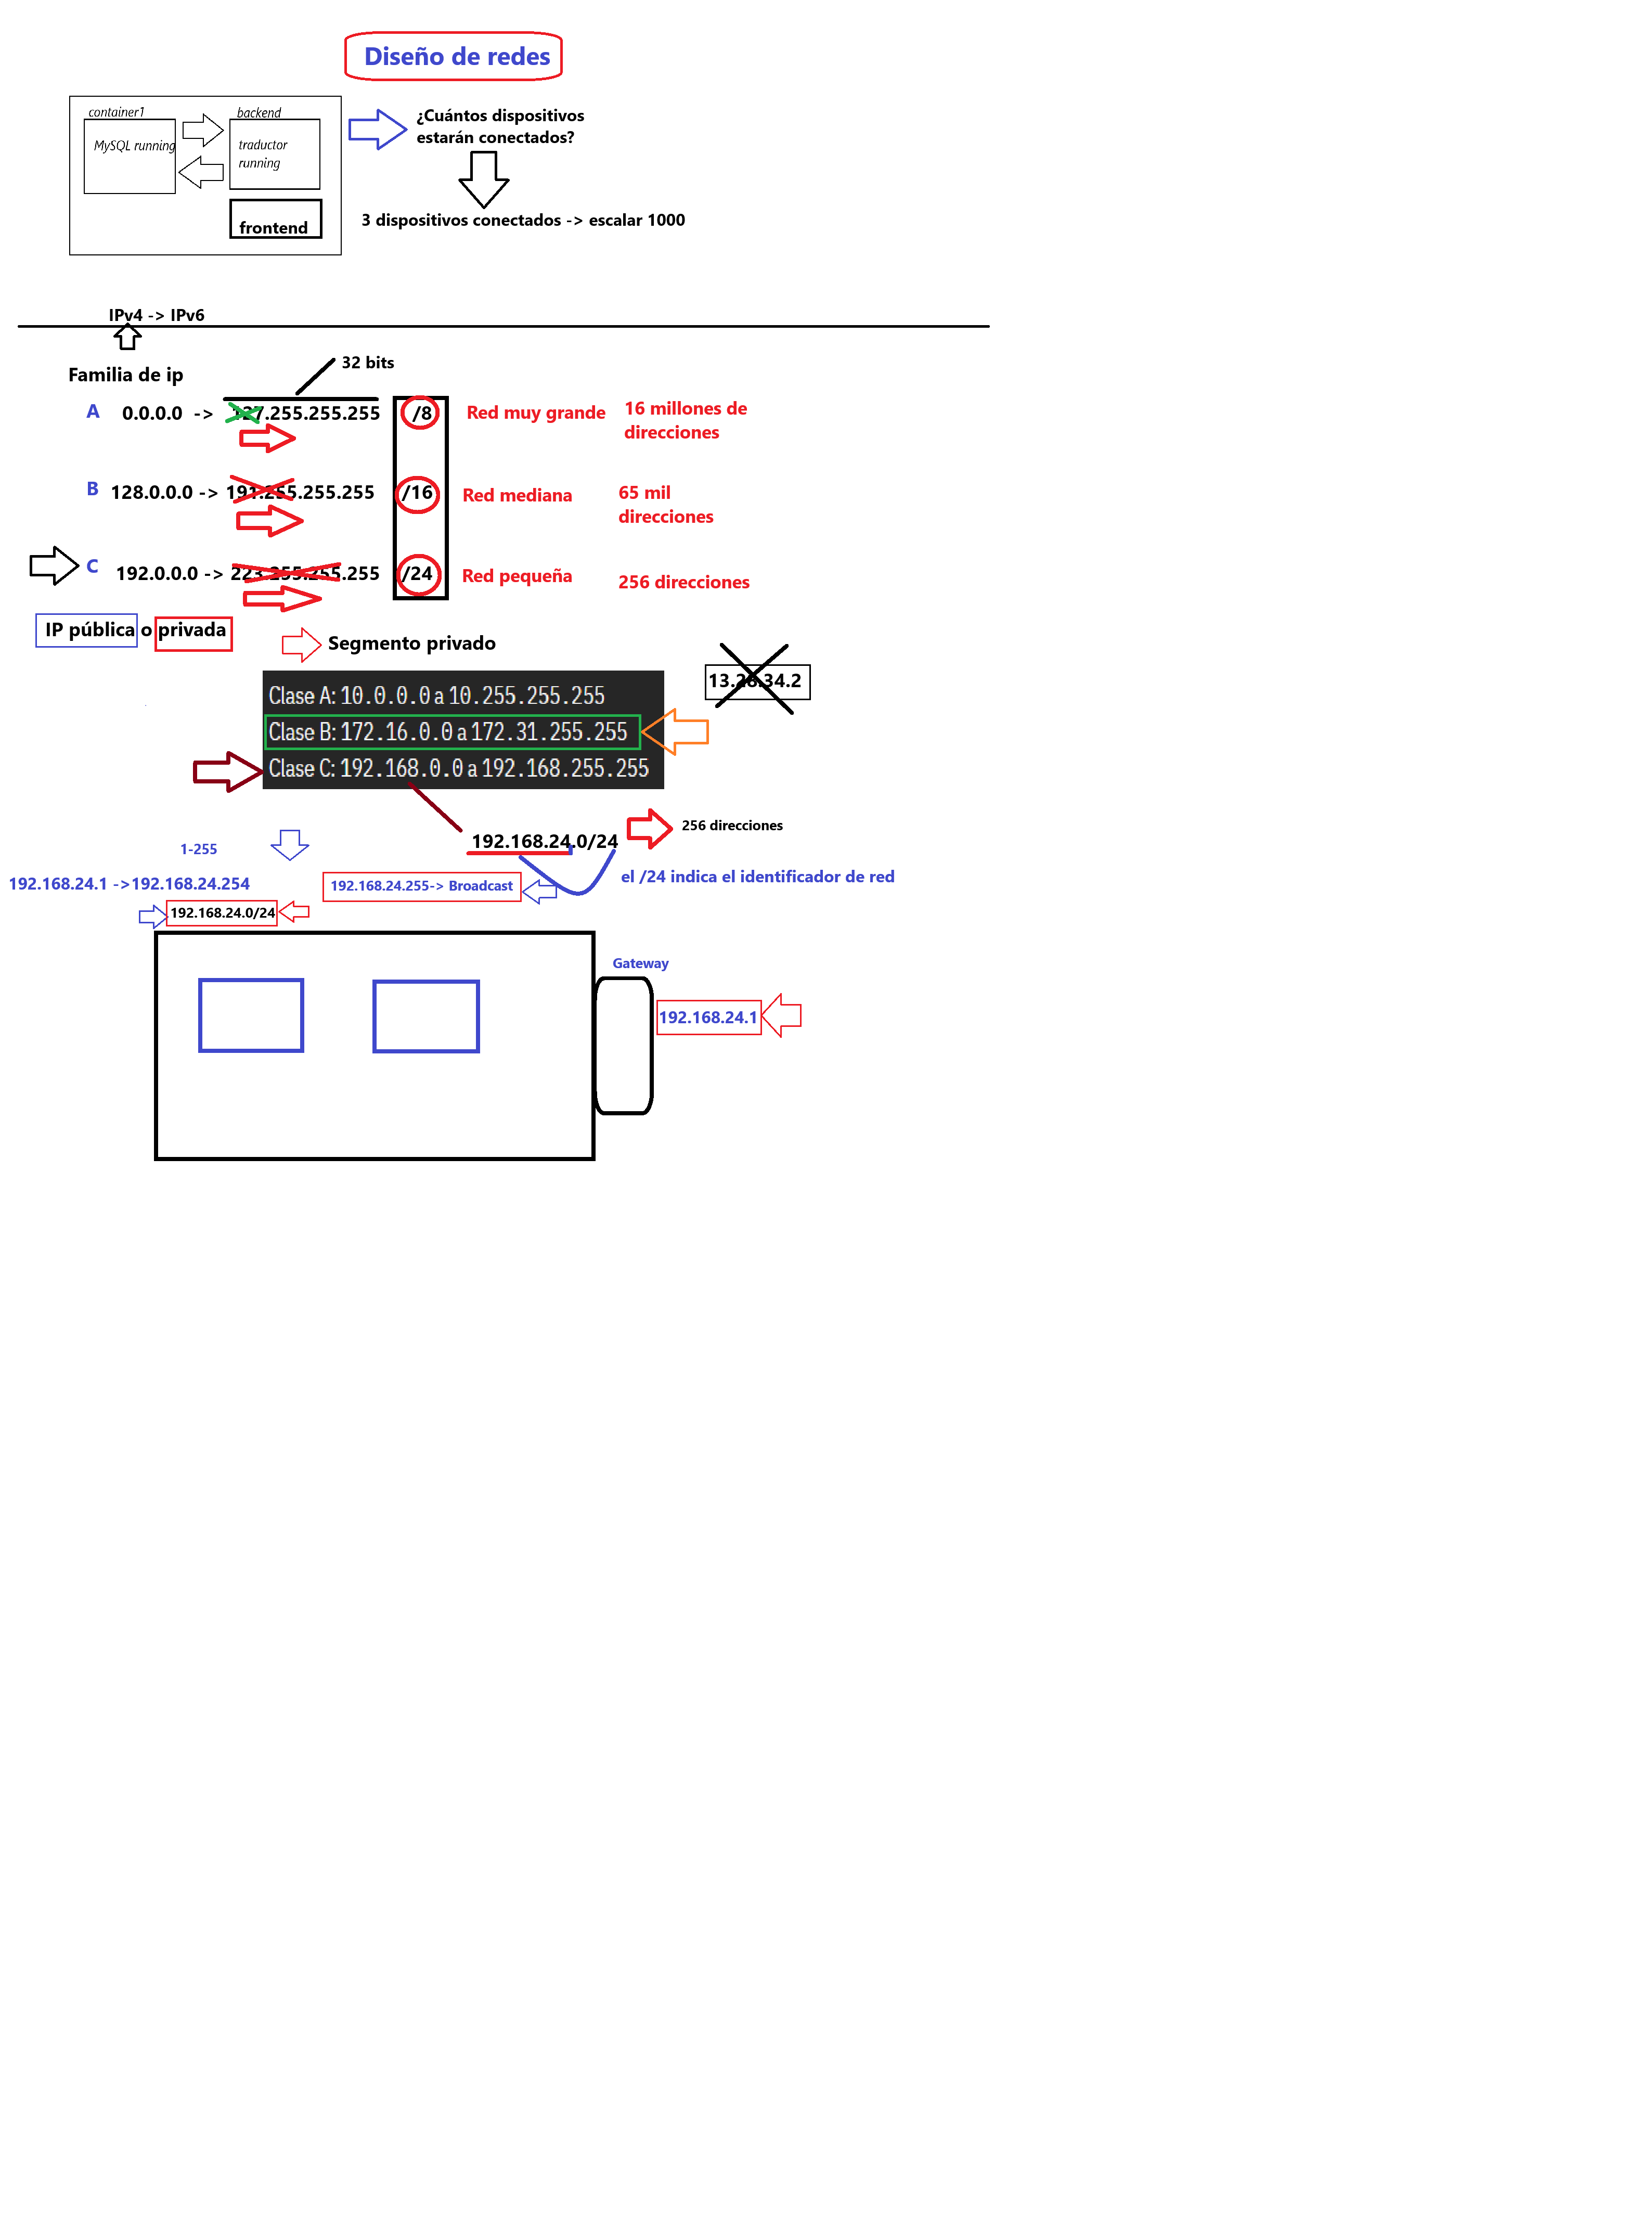 Diseño de redes
container1
MySQL running
backend
traductor
running
frontend
¿Cuántos dispositivos
estarán conectados?
3 dispositivos conectados -> escalar 1000
IPv4 -> IPv6
32 bits
Familia de ip
A 0.0.0.0 -> 127.255.255.255 /8 Red muy grande 16 millones de
direcciones
B 128.0.0.0 -> 191.255.255.255 /16 Red mediana 65 mil
direcciones
C 192.0.0.0 -> 223.255.255.255 /24 Red pequeña 256 direcciones
IP pública o privada
Segmento privado
Clase A: 10.0.0.0 a 10.255.255.255
Clase B: 172.16.0.0 a 172.31.255.255
Clase C: 192.168.0.0 a 192.168.255.255
13.28.34.2
192.168.24.0/24
256 direcciones
1-255
el /24 indica el identificador de red
192.168.24.1 ->192.168.24.254
192.168.24.255-> Broadcast
192.168.24.0/24
Gateway
192.168.24.1